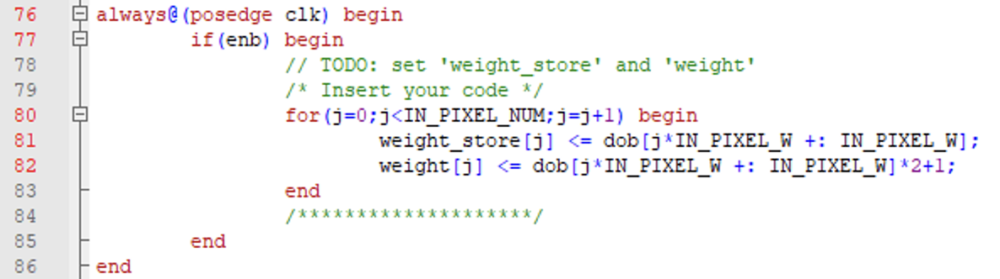 76 always@(posedge clk) begin
77 if(enb) begin
78 // TODO: set 'weight_store' and 'weight'
79 /* Insert your code */
80 for(j=0;j<IN_PIXEL_NUM;j=j+1) begin
81 weight_store[j] <= dob[j*IN_PIXEL_W +: IN_PIXEL_W];
82 weight[j] <= dob[j*IN_PIXEL_W +: IN_PIXEL_W]*2+1;
83 end
84 /********************/
85 end
86 end